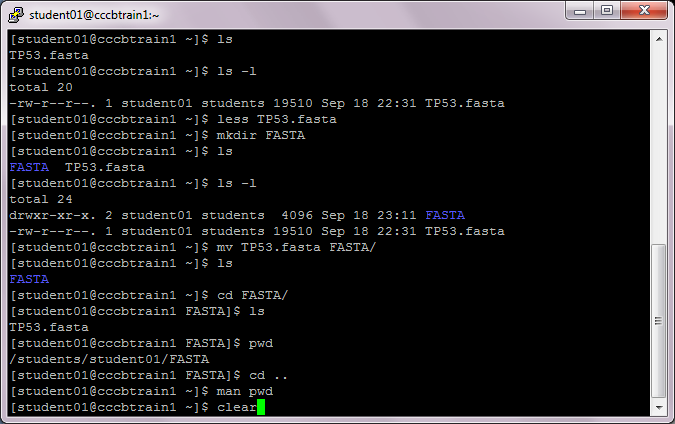 student01@cccbtrain1:~
[student01@cccbtrain1 ~]$ ls
TP53.fasta
[student01@cccbtrain1 ~]$ ls -l
total 20
-rw-r--r--. 1 student01 students 19510 Sep 18 22:31 TP53.fasta
[student01@cccbtrain1 ~]$ less TP53.fasta
[student01@cccbtrain1 ~]$ mkdir FASTA
[student01@cccbtrain1 ~]$ ls
FASTA  TP53.fasta
[student01@cccbtrain1 ~]$ ls -l
total 24
drwxr-xr-x. 2 student01 students  4096 Sep 18 23:11 FASTA
-rw-r--r--. 1 student01 students 19510 Sep 18 22:31 TP53.fasta
[student01@cccbtrain1 ~]$ mv TP53.fasta FASTA/
[student01@cccbtrain1 ~]$ ls
FASTA
[student01@cccbtrain1 ~]$ cd FASTA/
[student01@cccbtrain1 FASTA]$ ls
TP53.fasta
[student01@cccbtrain1 FASTA]$ pwd
/students/student01/FASTA
[student01@cccbtrain1 FASTA]$ cd ..
[student01@cccbtrain1 ~]$ man pwd
[student01@cccbtrain1 ~]$ clear